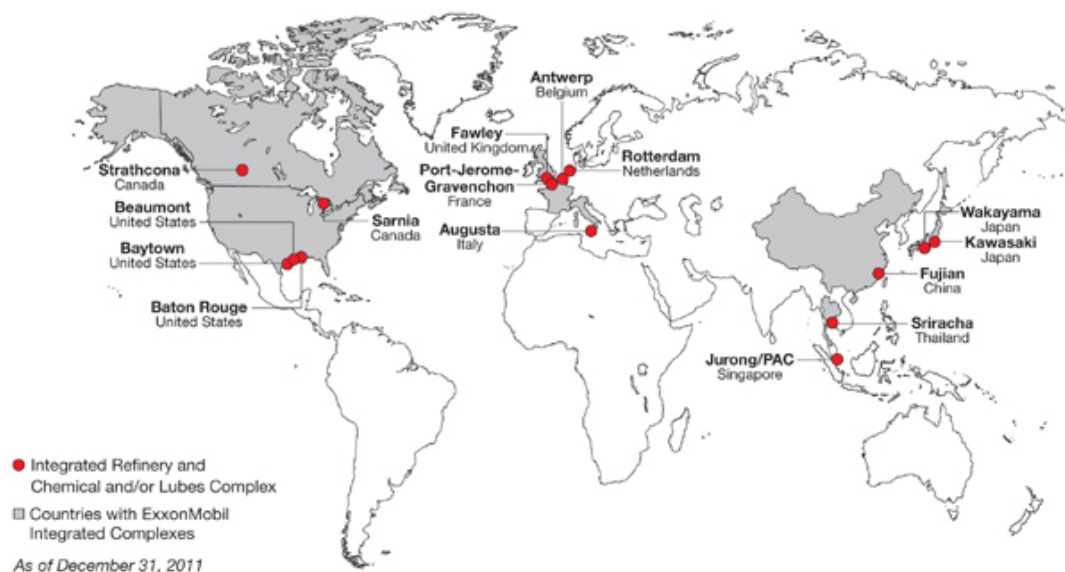 Antwerp
Belgium
Fawley
United Kingdom
Rotterdam
Netherlands
Strathcona
Canada
Port-Jerome-
Gravenchon
France
Beaumont
United States
Sarnia
Canada
Augusta
Italy
Wakayama
Japan
Kawasaki
Japan
Baytown
United States
Fujian
China
Baton Rouge
United States
Sriracha
Thailand
Jurong/PAC
Singapore
Integrated Refinery and
Chemical and/or Lubes Complex
Countries with ExxonMobil
Integrated Complexes
As of December 31, 2011